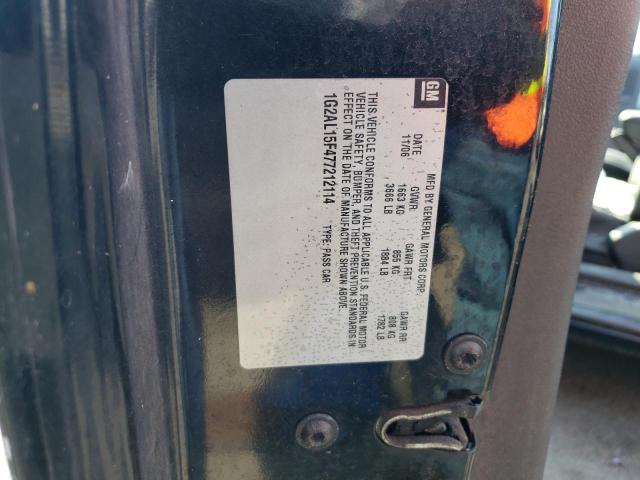 GM
MFD BY GENERAL MOTORS CORP.
DATE GVWR GAWR FRT GAWR RR
11/06 1663 KG 855 KG 808 KG
3666 LB 1884 LB 1782 LB
THIS VEHICLE CONFORMS TO ALL APPLICABLE U.S. FEDERAL MOTOR
VEHICLE SAFETY, BUMPER, AND THEFT PREVENTION STANDARDS IN
EFFECT ON THE DATE OF MANUFACTURE SHOWN ABOVE.
1G2AL15F477212114 TYPE: PASS CAR